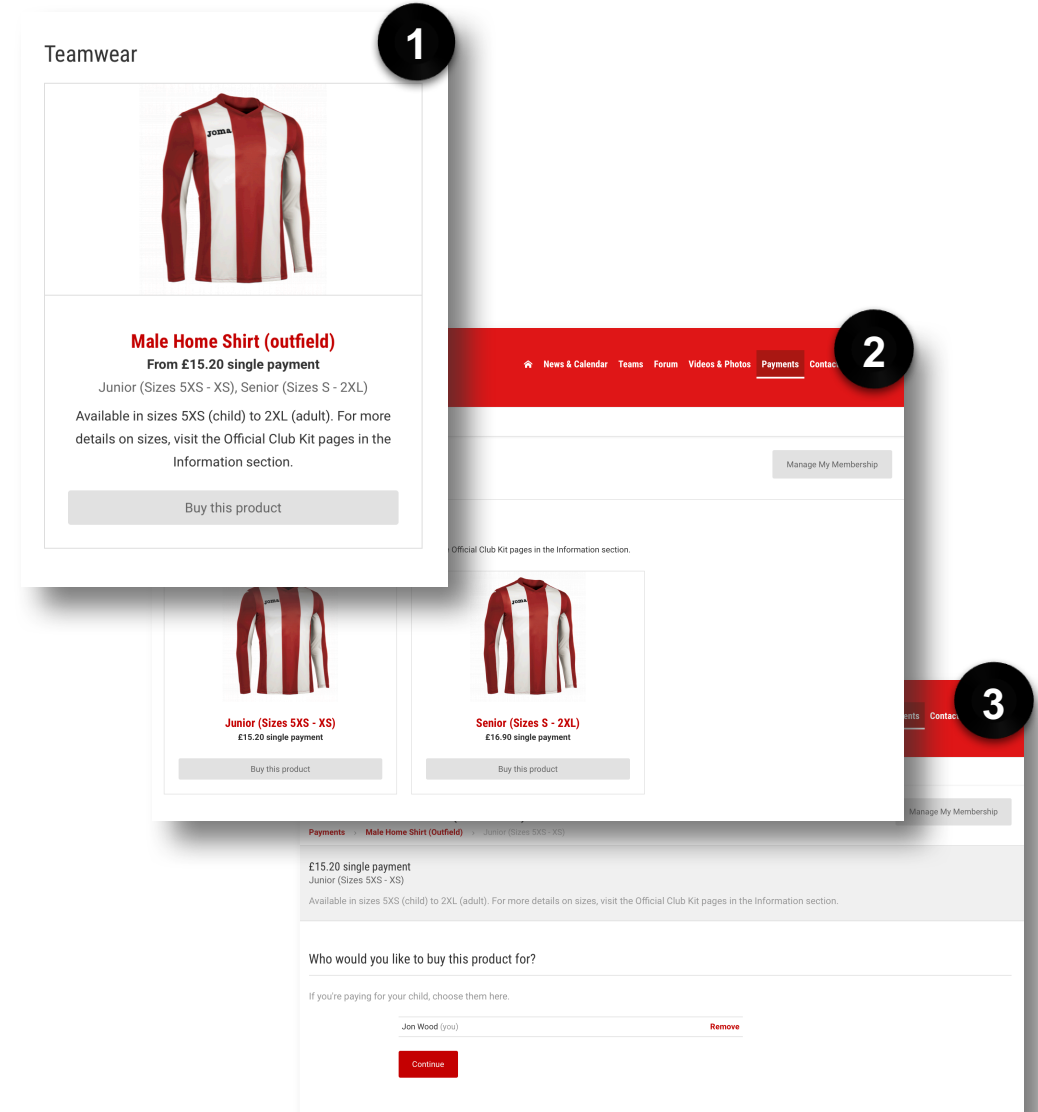 1
Teamwear
joma
Male Home Shirt (outfield)
From £15.20 single payment
Junior (Sizes 5XS - XS), Senior (Sizes S - 2XL)
Available in sizes 5XS (child) to 2XL (adult). For more
details on sizes, visit the Official Club Kit pages in the
Information section.
Buy this product
2
News & Calendar Teams Forum Videos & Photos Payments Contac
Manage My Membership
Official Club Kit pages in the Information section.
joma
joma
Junior (Sizes 5XS - XS)
£15.20 single payment
Buy this product
Senior (Sizes S - 2XL)
£16.90 single payment
Buy this product
3
ents Contac
Manage My Membership
Payments > Male Home Shirt (Outfield) > Junior (Sizes 5XS - XS)
£15.20 single payment
Junior (Sizes 5XS - XS)
Available in sizes 5XS (child) to 2XL (adult). For more details on sizes, visit the Official Club Kit pages in the Information section.
Who would you like to buy this product for?
If you're paying for your child, choose them here.
Jon Wood (you) Remove
Continue